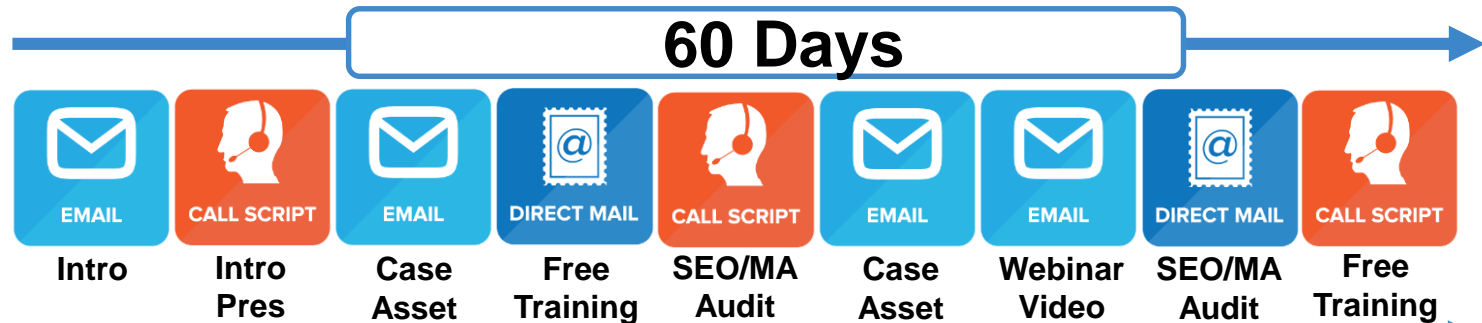 60 Days
EMAIL CALL SCRIPT EMAIL @ DIRECT MAIL CALL SCRIPT EMAIL EMAIL @ DIRECT MAIL CALL SCRIPT
Intro Intro Case Free SEO/MA Case Webinar SEO/MA Free
Pres Asset Training Audit Asset Video Audit Training